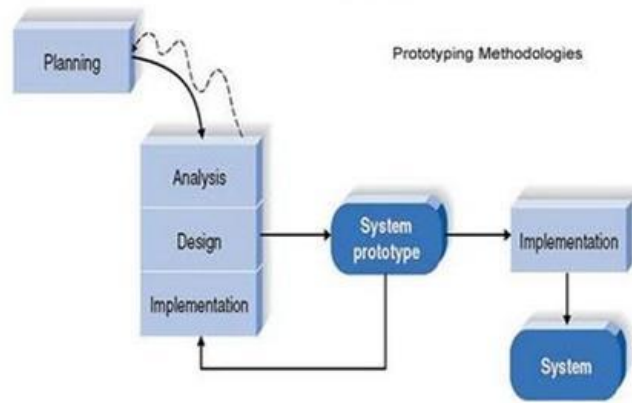 Planning
Prototyping Methodologies
Analysis
Design
Implementation
System
prototype
Implementation
System